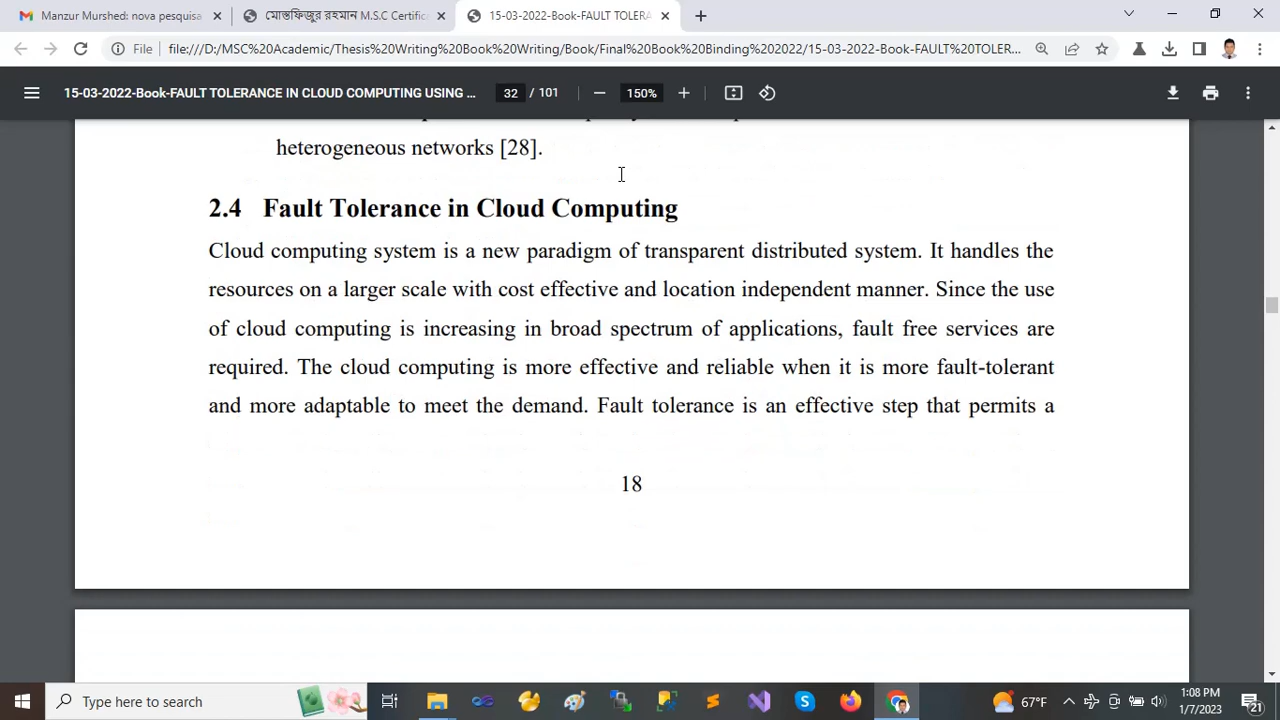 Manzur Murshed: nova pesquisa
মোস্তফিজুর রহমান M.S.C Certific
15-03-2022-Book-FAULT TOLERA
File
file:///D:/MSC%20Academic/Thesis%20Writing%20Book%20Writing/Book/Final%20Book%20Binding%202022/15-03-2022-Book-FAULT%20TOLER...
15-03-2022-Book-FAULT TOLERANCE IN CLOUD COMPUTING USING ...
32 / 101
150%
heterogeneous networks [28].
2.4 Fault Tolerance in Cloud Computing
Cloud computing system is a new paradigm of transparent distributed system. It handles the
resources on a larger scale with cost effective and location independent manner. Since the use
of cloud computing is increasing in broad spectrum of applications, fault free services are
required. The cloud computing is more effective and reliable when it is more fault-tolerant
and more adaptable to meet the demand. Fault tolerance is an effective step that permits a
18
Type here to search
67°F
1:08 PM
1/7/2023
21